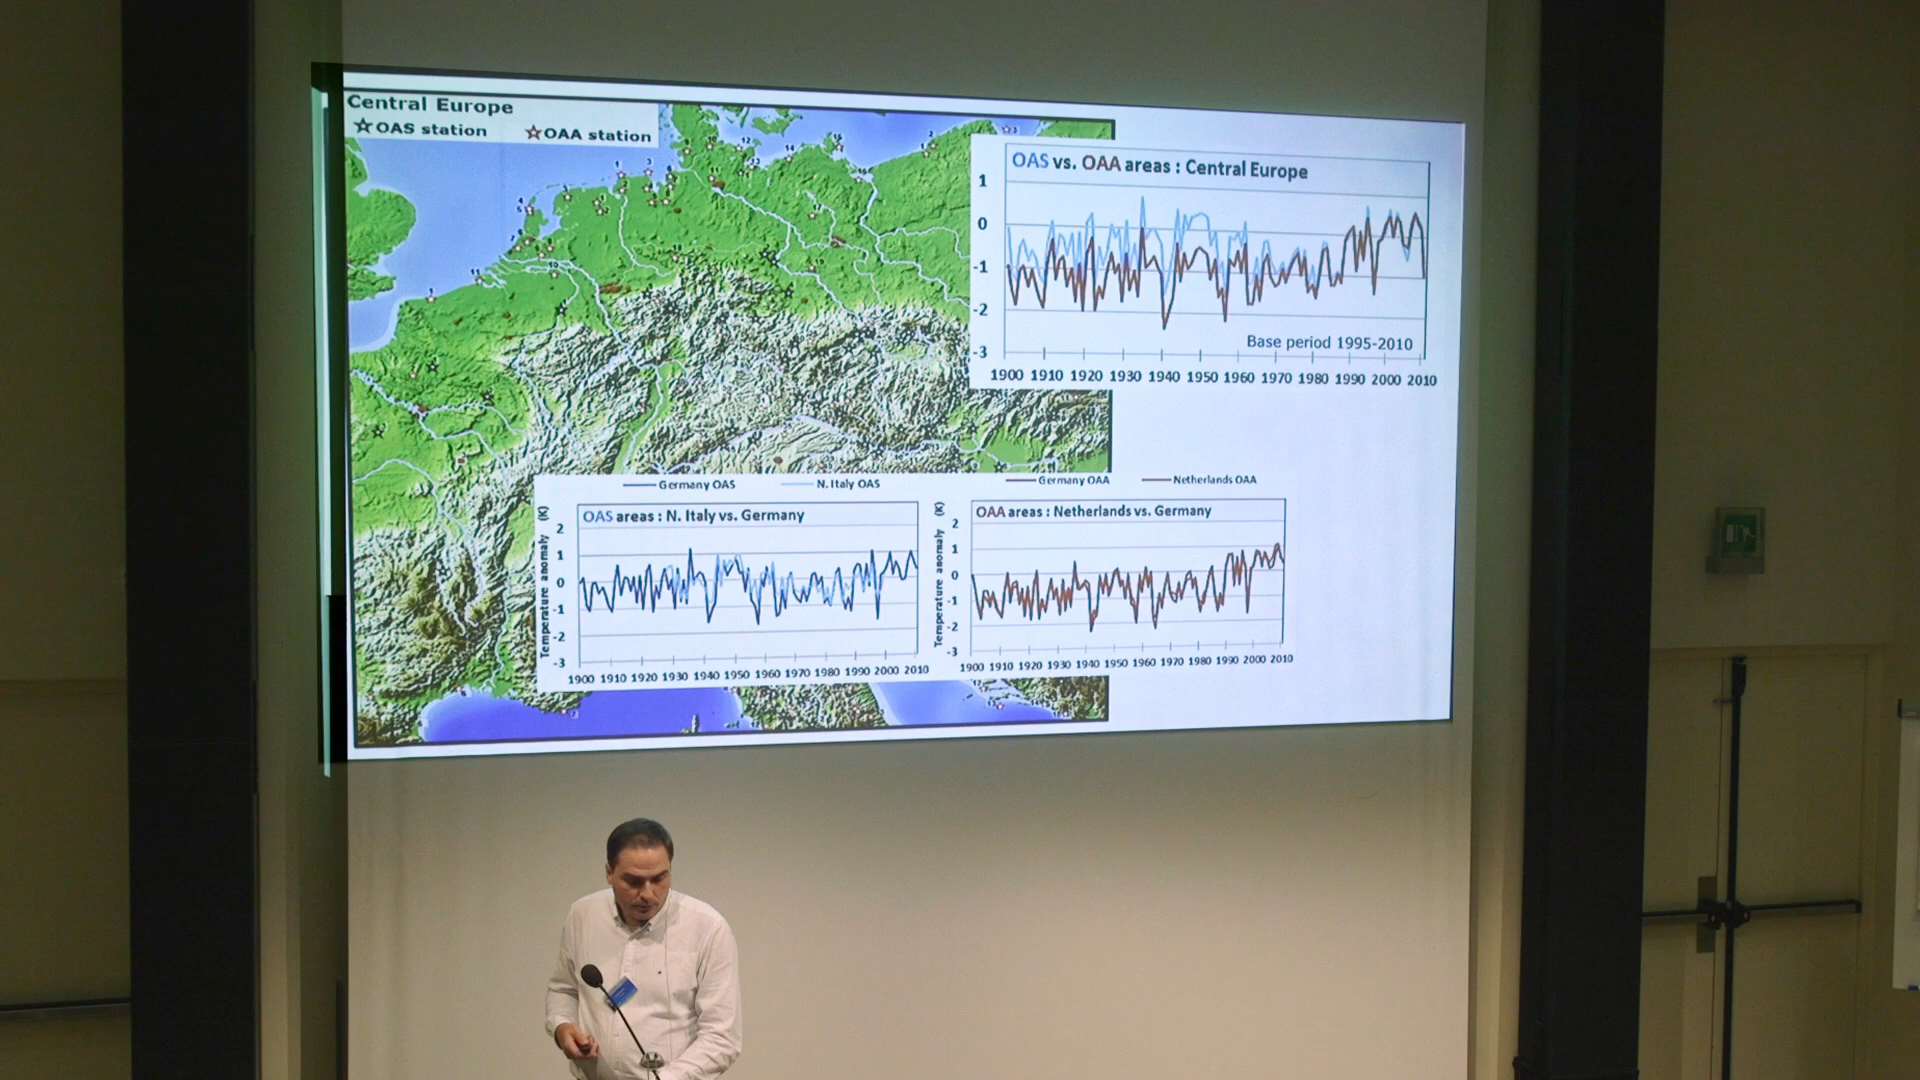 Central Europe
☆OAS station ☆OAA station
OAS vs. OAA areas : Central Europe
1
0
-1
-2
-3
Base period 1995-2010
1900 1910 1920 1930 1940 1950 1960 1970 1980 1990 2000 2010
Germany OAS N. Italy OAS
OAS areas : N. Italy vs. Germany
Temperature anomaly (K)
2
1
0
-1
-2
-3
1900 1910 1920 1930 1940 1950 1960 1970 1980 1990 2000 2010
Germany OAA Netherlands OAA
OAA areas : Netherlands vs. Germany
Temperature anomaly (K)
2
1
0
-1
-2
-3
1900 1910 1920 1930 1940 1950 1960 1970 1980 1990 2000 2010